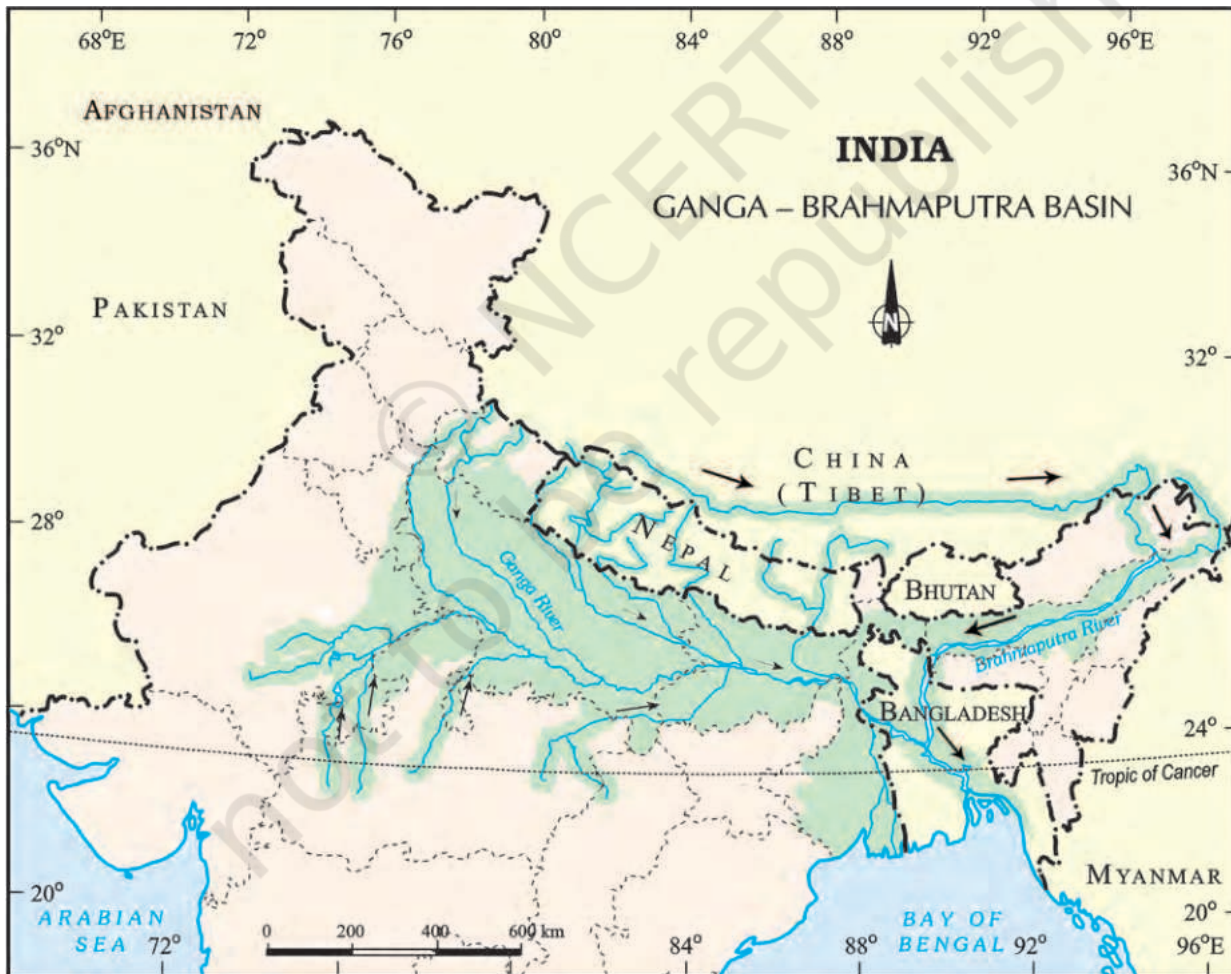 68°E 72° 76° 80° 84° 88° 92° 96°E
AFGHANISTAN
36°N
INDIA
36°N
GANGA – BRAHMAPUTRA BASIN
© NCERT
not to be republish
N
PAKISTAN
32°
32°
CHINA
(TIBET)
28°
NEPAL
28°
Ganga River
BHUTAN
Brahmaputra River
BANGLADESH
24°
Tropic of Cancer
MYANMAR
20°
20°
ARABIAN
SEA
0 200 400 600 km
BAY OF
BENGAL
72° 84° 88° 92° 96°E